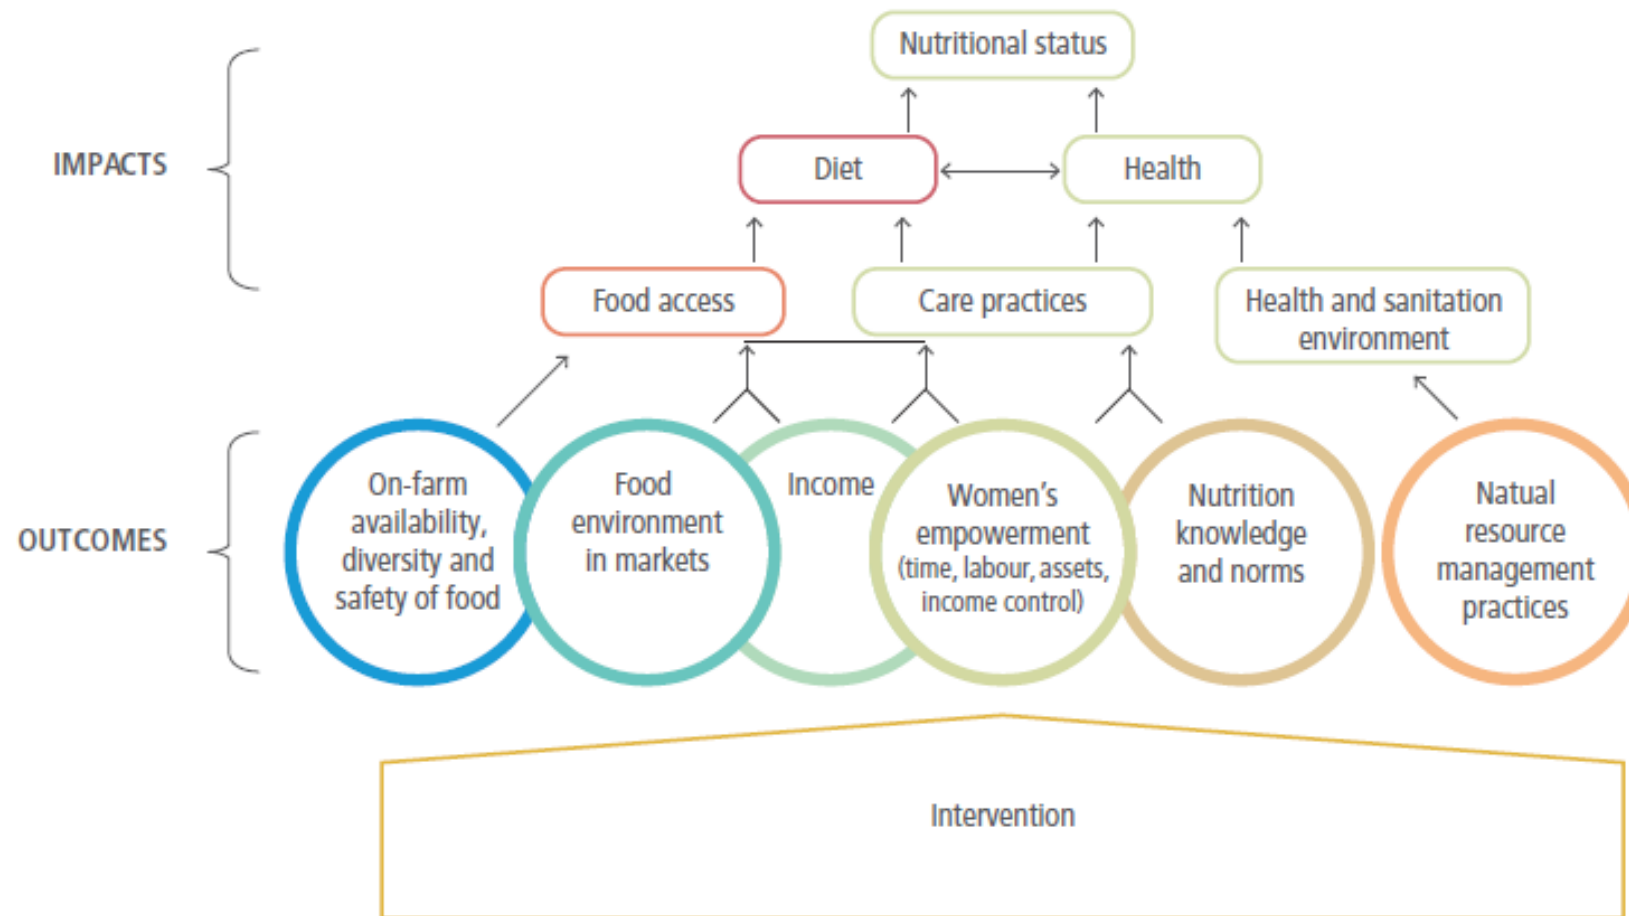 Nutritional status
IMPACTS
Diet
Health
Food access
Care practices
Health and sanitation
environment
OUTCOMES
On-farm
availability,
diversity and
safety of food
Food
environment
in markets
Income
Women's
empowerment
(time, labour, assets,
income control)
Nutrition
knowledge
and norms
Natual
resource
management
practices
Intervention